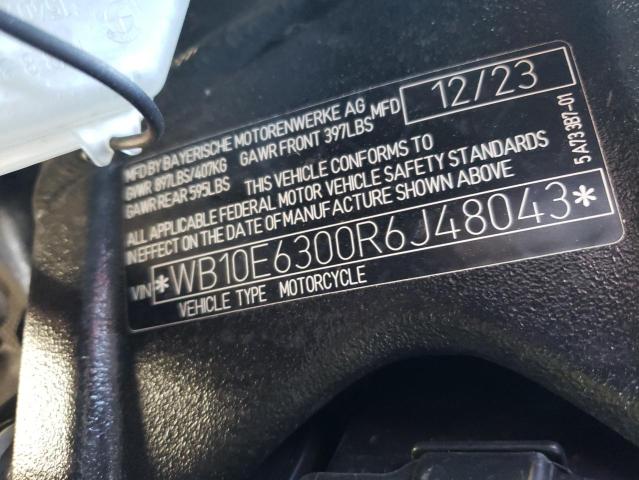 MFD BY BAYERISCHE MOTORENWERKE AG MFD 12/23
GVWR 897LBS/407KG GAWR FRONT 397LBS
GAWR REAR 595LBS THIS VEHICLE CONFORMS TO
ALL APPLICABLE FEDERAL MOTOR VEHICLE SAFETY STANDARDS
IN EFFECT ON THE DATE OF MANUFACTURE SHOWN ABOVE
VIN *WB10E6300R6J48043*
VEHICLE TYPE MOTORCYCLE
5 A73 3B7-01